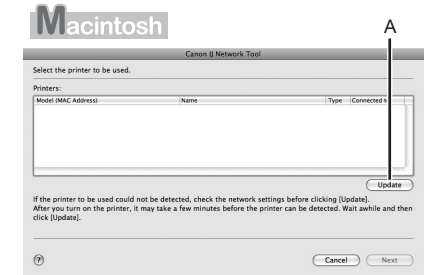 Macintosh
A
Canon IJ Network Tool
Select the printer to be used.
Printers:
Model (MAC Address) Name Type Connected to
Update
If the printer to be used could not be detected, check the network settings before clicking [Update].
After you turn on the printer, it may take a few minutes before the printer can be detected. Wait awhile and then
click [Update].
? Cancel Next